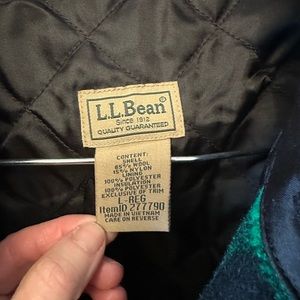 L.L.Bean
Since 1912
QUALITY GUARANTEED
CONTENT:
SHELL
85% WOOL
15% NYLON
LINING
100% POLYESTER
INSULATION
100% POLYESTER
EXCLUSIVE OF TRIM
L-REG
ItemID 277790
MADE IN VIETNAM
CARE ON REVERSE